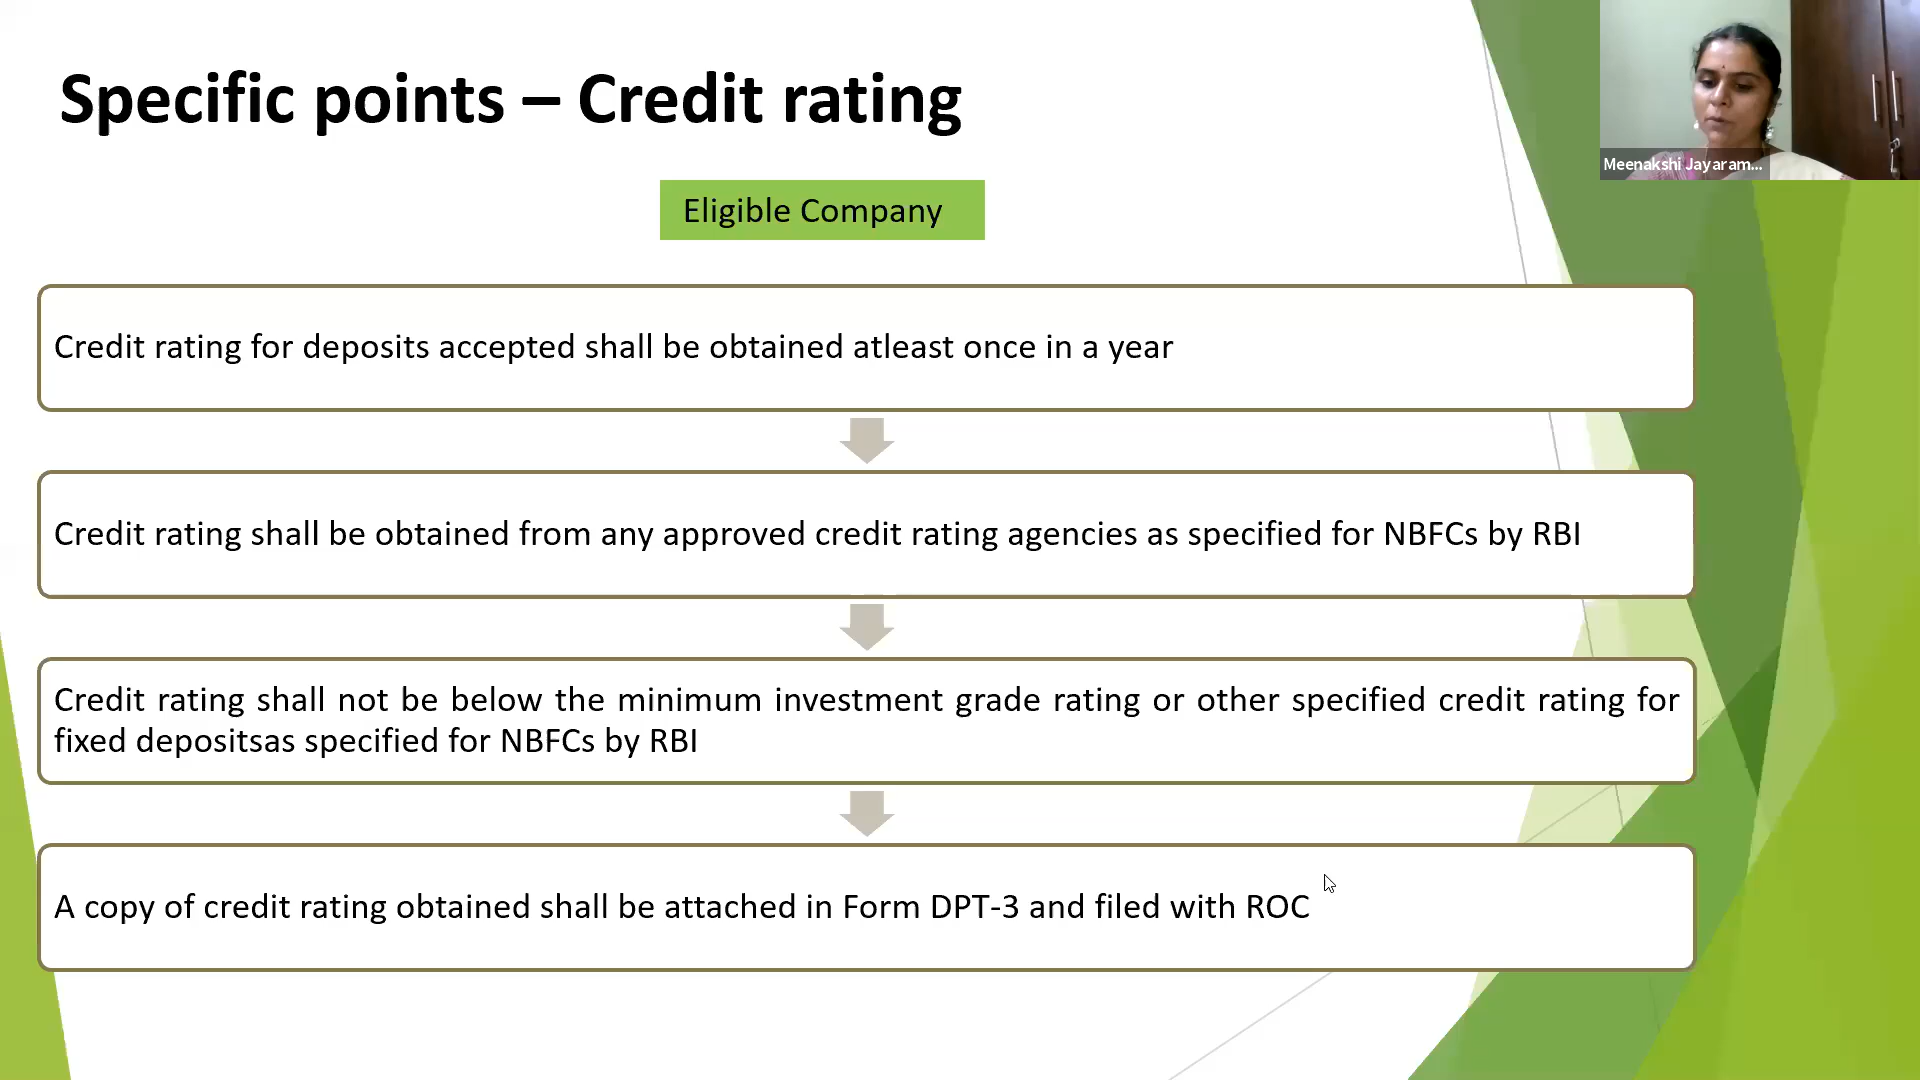 Specific points – Credit rating
Meenakshi Jayaram...
Eligible Company
Credit rating for deposits accepted shall be obtained atleast once in a year
Credit rating shall be obtained from any approved credit rating agencies as specified for NBFCs by RBI
Credit rating shall not be below the minimum investment grade rating or other specified credit rating for
fixed depositsas specified for NBFCs by RBI
A copy of credit rating obtained shall be attached in Form DPT-3 and filed with ROC